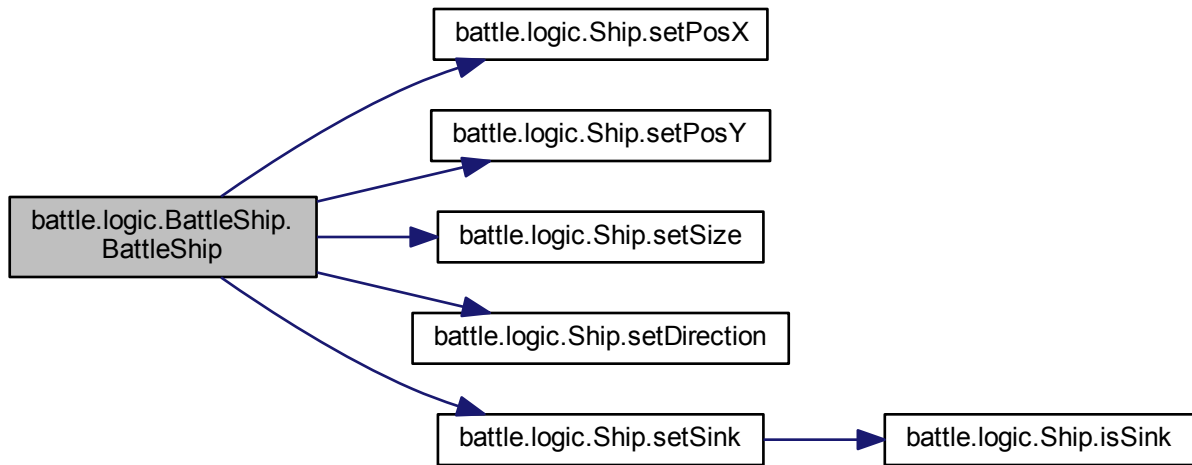 battle.logic.Ship.setPosX
battle.logic.Ship.setPosY
battle.logic.BattleShip.
BattleShip
battle.logic.Ship.setSize
battle.logic.Ship.setDirection
battle.logic.Ship.setSink
battle.logic.Ship.isSink